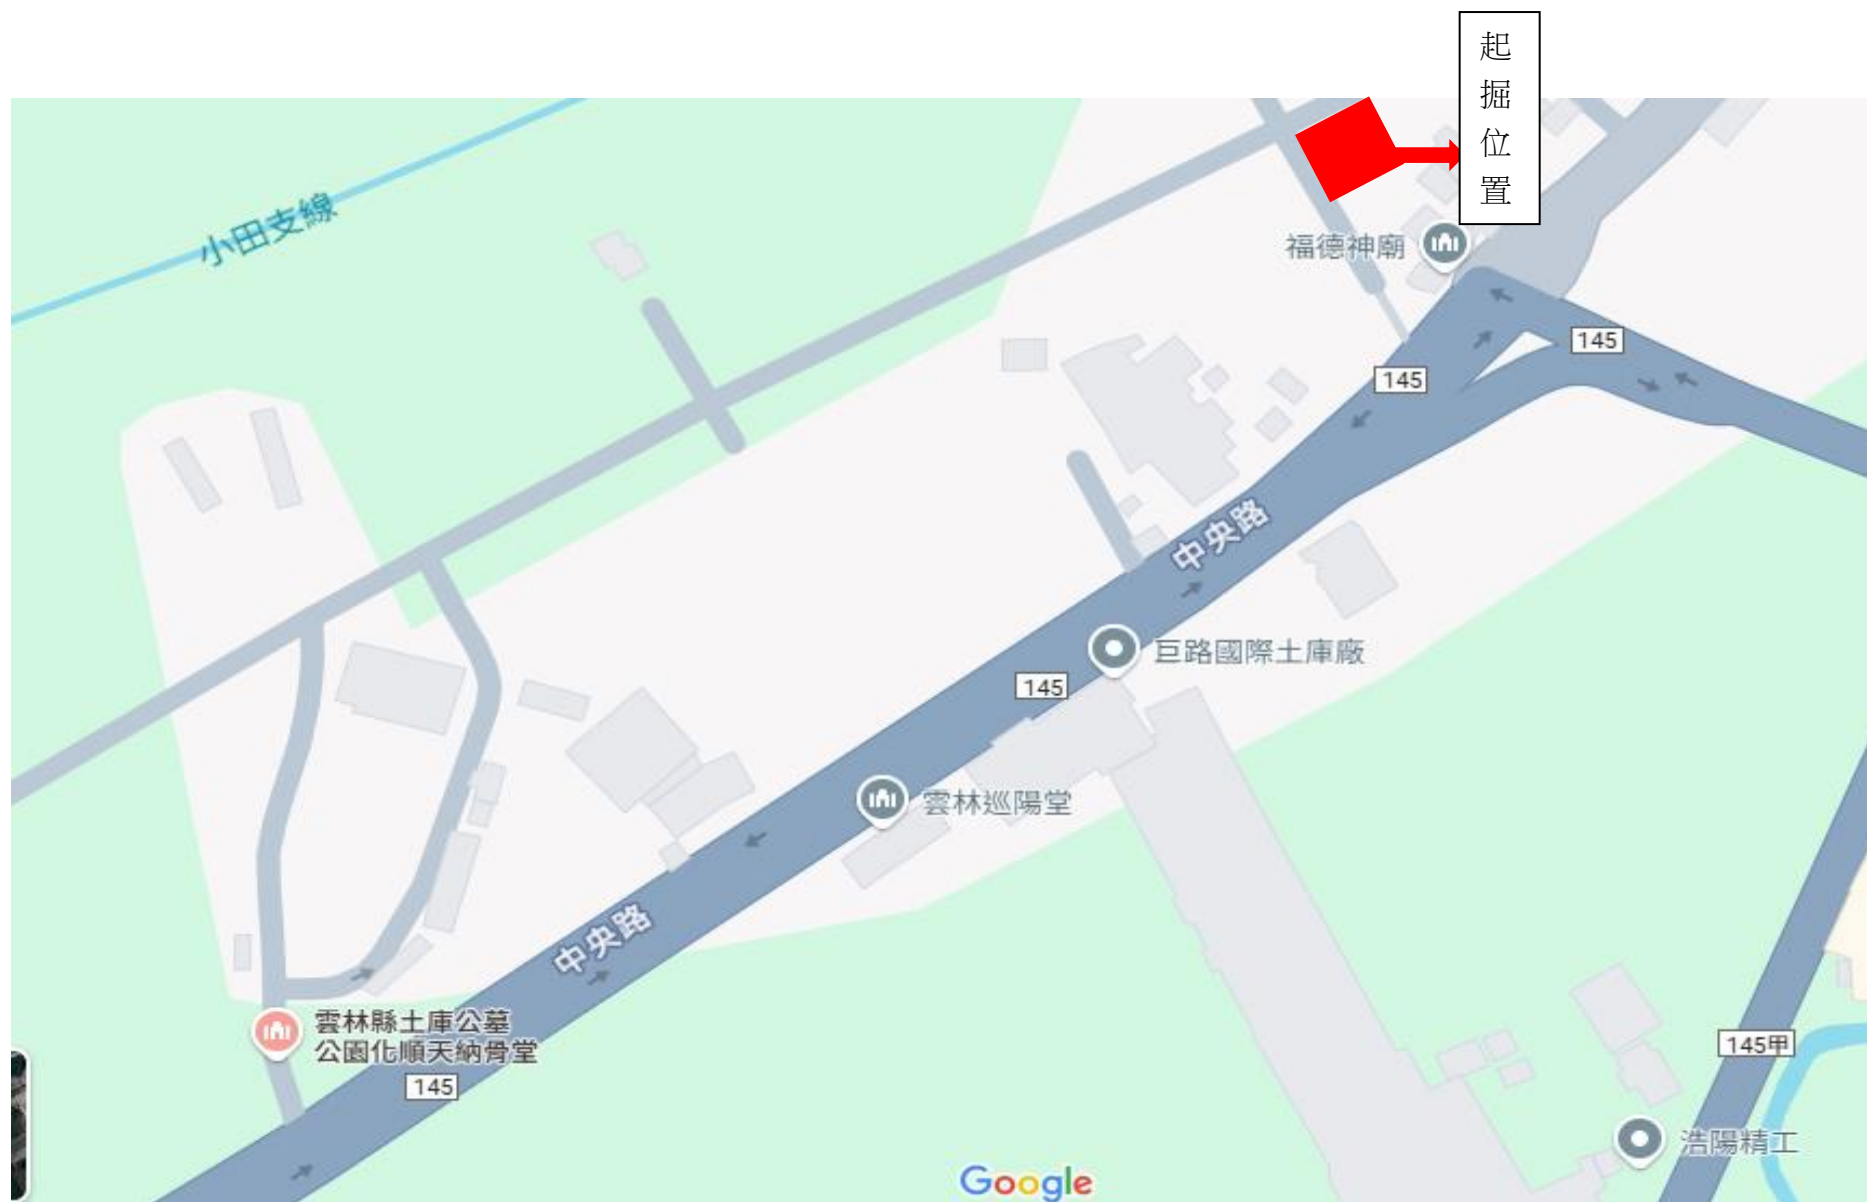 起
掘
位
置
小田支線
福德神廟
145
145
中央路
巨路國際土庫廠
145
雲林巡陽堂
中央路
雲林縣土庫公墓
公園化順天納骨堂
145
145甲
浩陽精工
Google